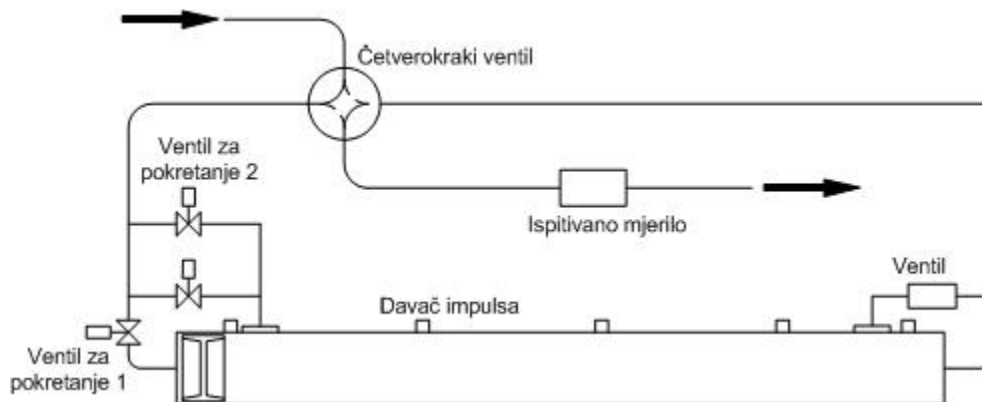 Četverokraki ventil
Ventil za
pokretanje 2
Ispitivano mjerilo
Ventil
Davač impulsa
Ventil za
pokretanje 1